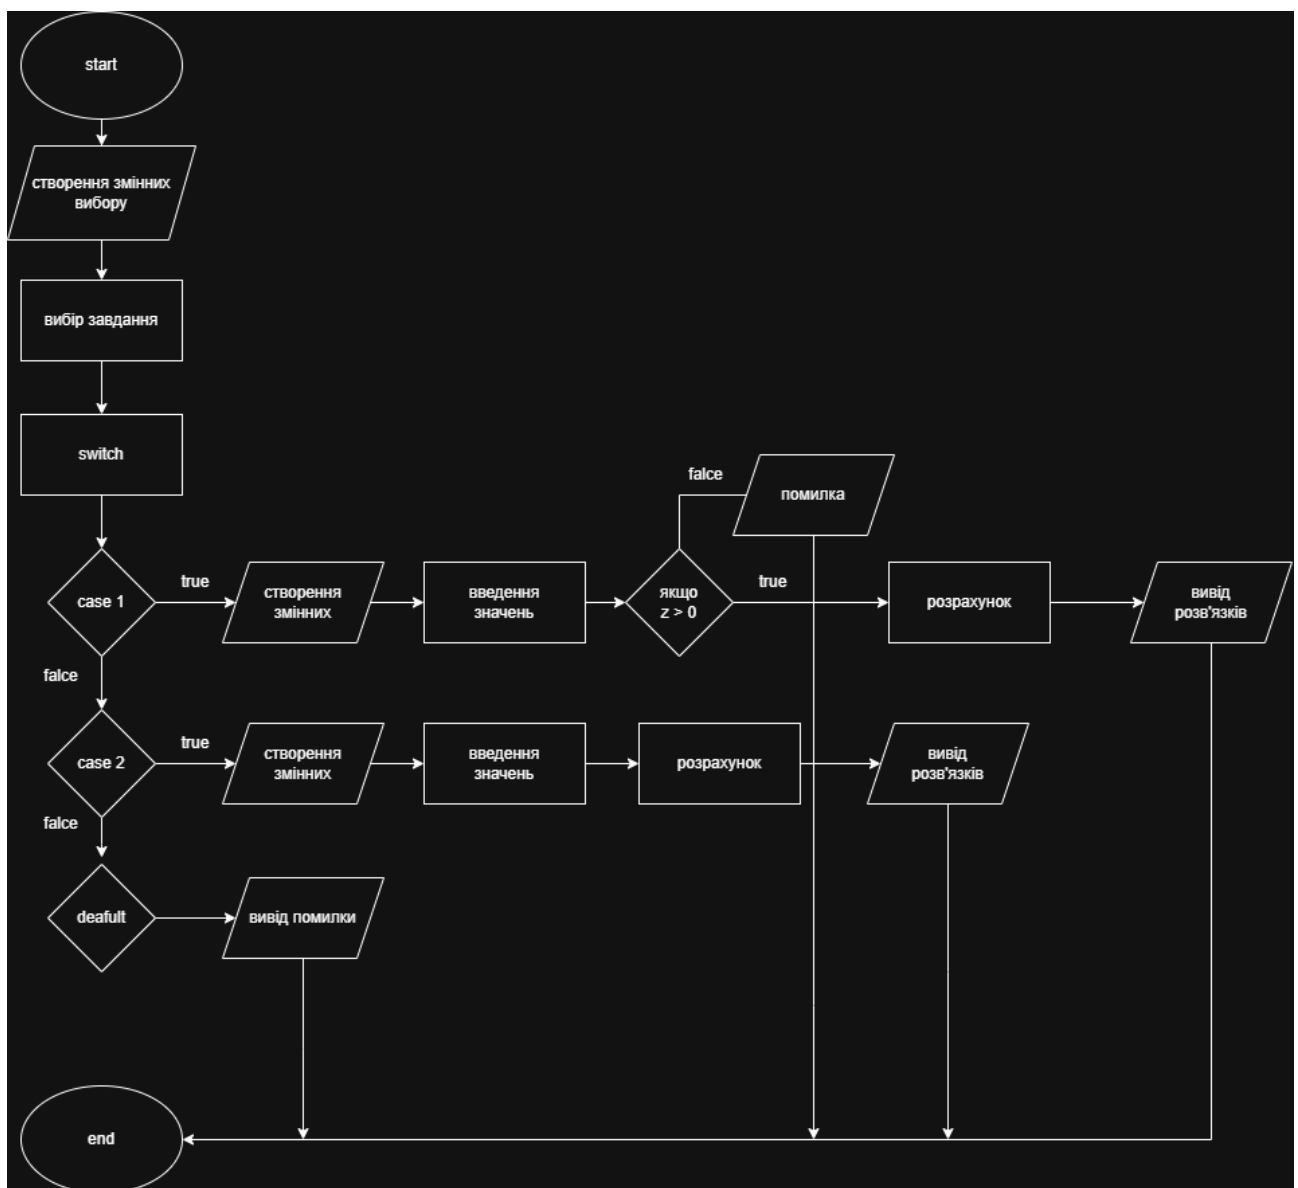 start
створення змінних
вибору
вибір завдання
switch
falce
помилка
case 1
true
створення
змінних
введення
значень
якщо
z > 0
true
розрахунок
вивід
розв'язків
falce
case 2
true
створення
змінних
введення
значень
розрахунок
вивід
розв'язків
falce
deafult
вивід помилки
end